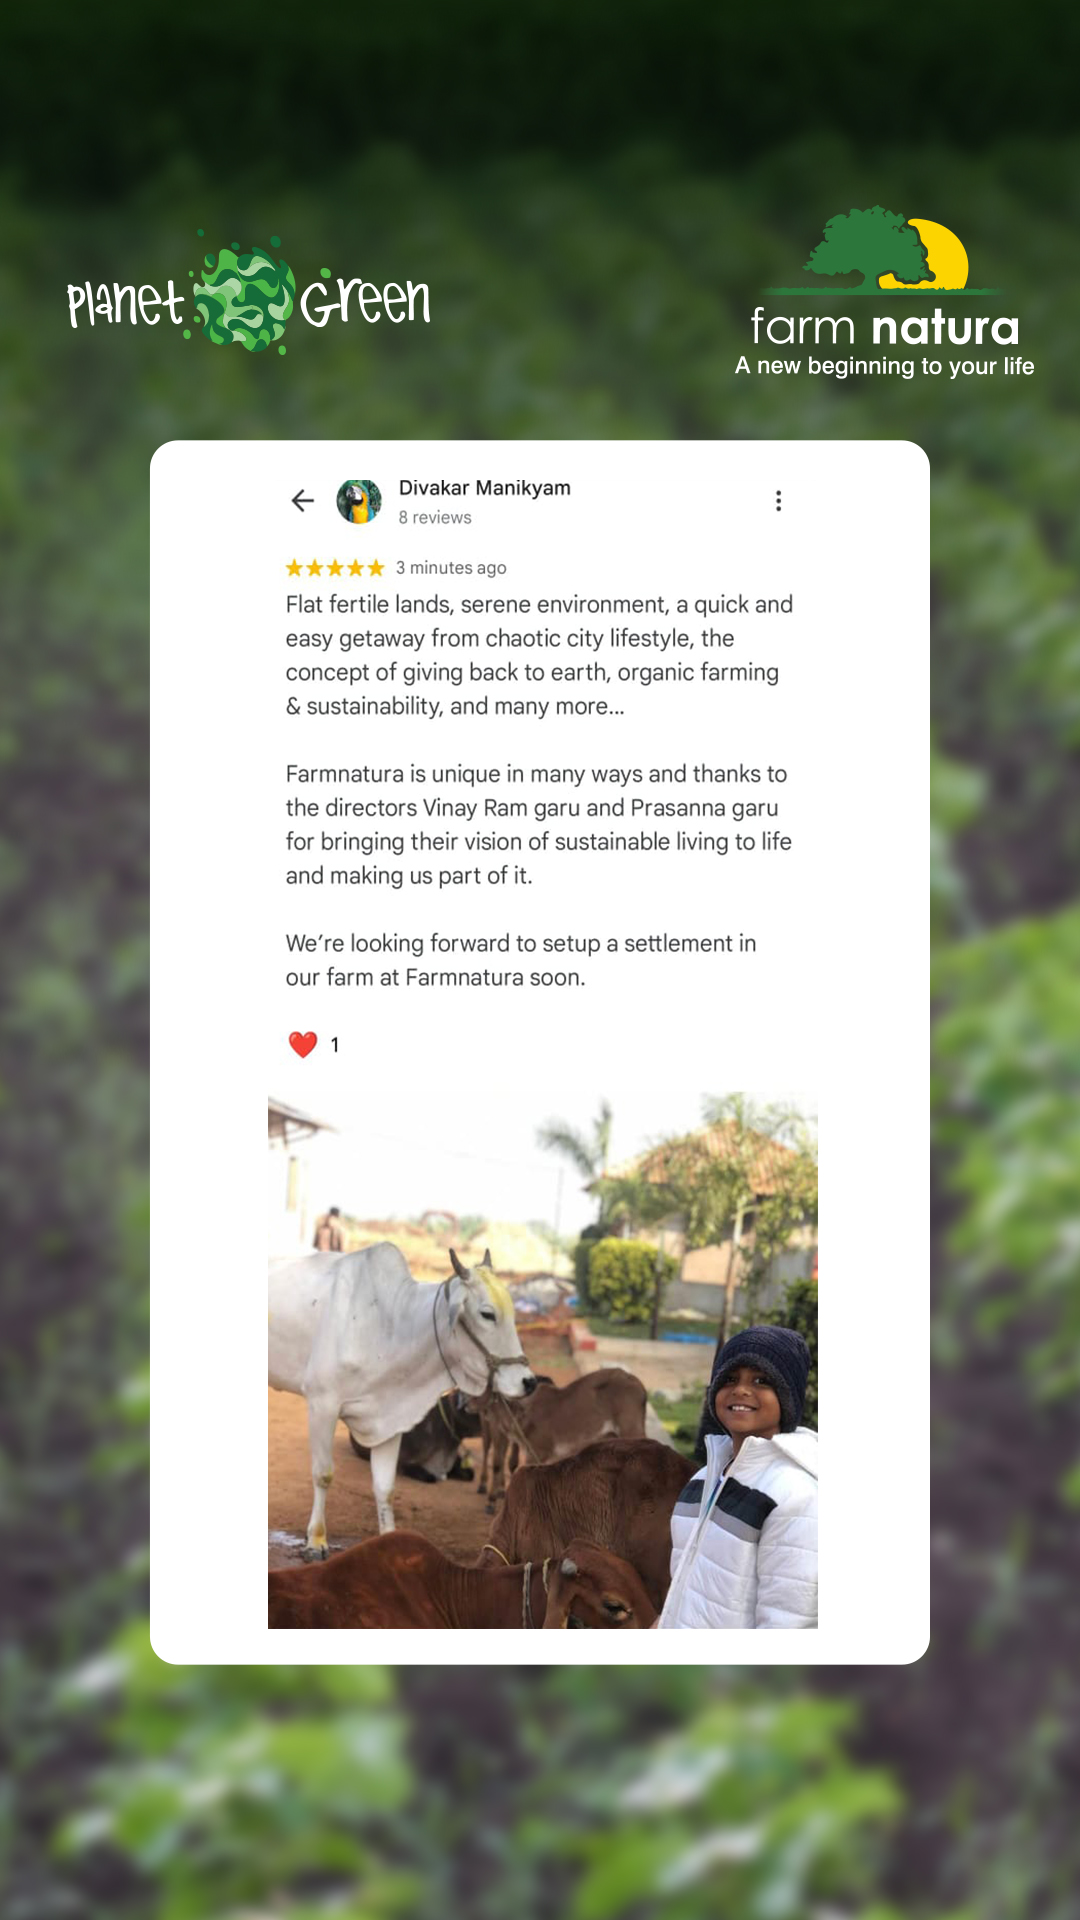 planet Green
farm natura
A new beginning to your life
Divakar Manikyam
8 reviews
3 minutes ago
Flat fertile lands, serene environment, a quick and
easy getaway from chaotic city lifestyle, the
concept of giving back to earth, organic farming
& sustainability, and many more...
Farmnatura is unique in many ways and thanks to
the directors Vinay Ram garu and Prasanna garu
for bringing their vision of sustainable living to life
and making us part of it.
We’re looking forward to setup a settlement in
our farm at Farmnatura soon.
❤️ 1